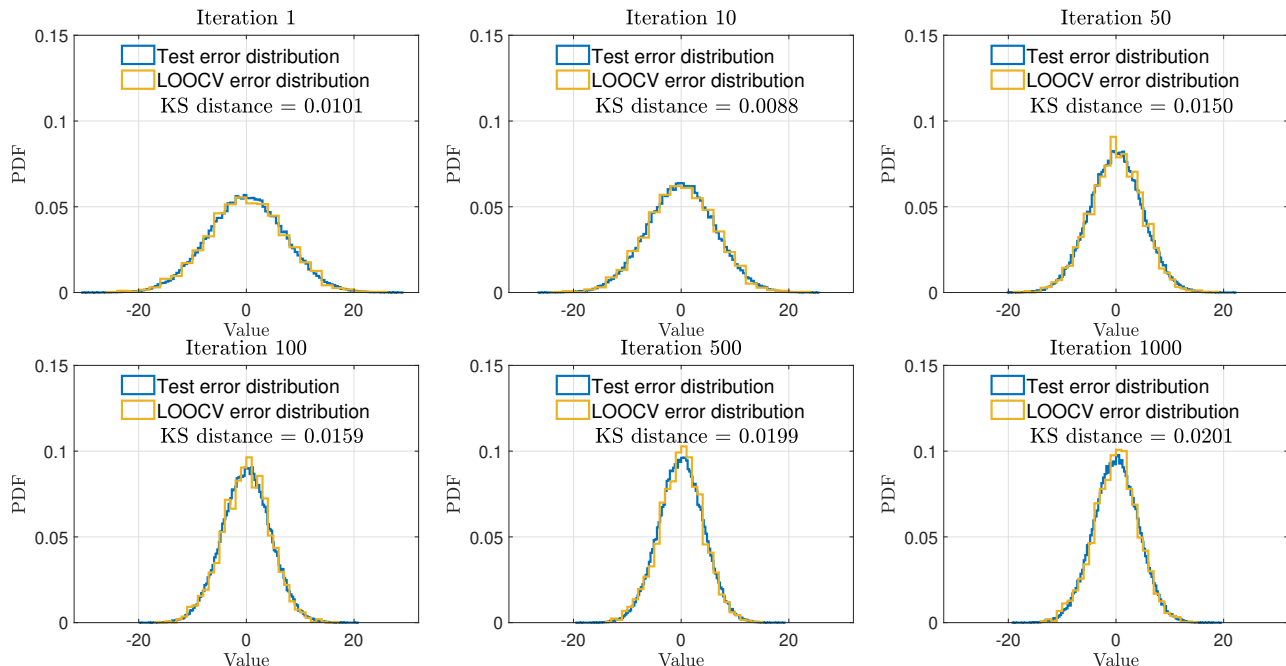 Iteration 1
0.15
Test error distribution
LOOCV error distribution
KS distance = 0.0101
0.1
PDF
0.05
0
-20 0 20
Value
Iteration 10
0.15
Test error distribution
LOOCV error distribution
KS distance = 0.0088
0.1
PDF
0.05
0
-20 0 20
Value
Iteration 50
0.15
Test error distribution
LOOCV error distribution
KS distance = 0.0150
0.1
PDF
0.05
0
-20 0 20
Value
Iteration 100
0.15
Test error distribution
LOOCV error distribution
KS distance = 0.0159
0.1
PDF
0.05
0
-20 0 20
Value
Iteration 500
0.15
Test error distribution
LOOCV error distribution
KS distance = 0.0199
0.1
PDF
0.05
0
-20 0 20
Value
Iteration 1000
0.15
Test error distribution
LOOCV error distribution
KS distance = 0.0201
0.1
PDF
0.05
0
-20 0 20
Value